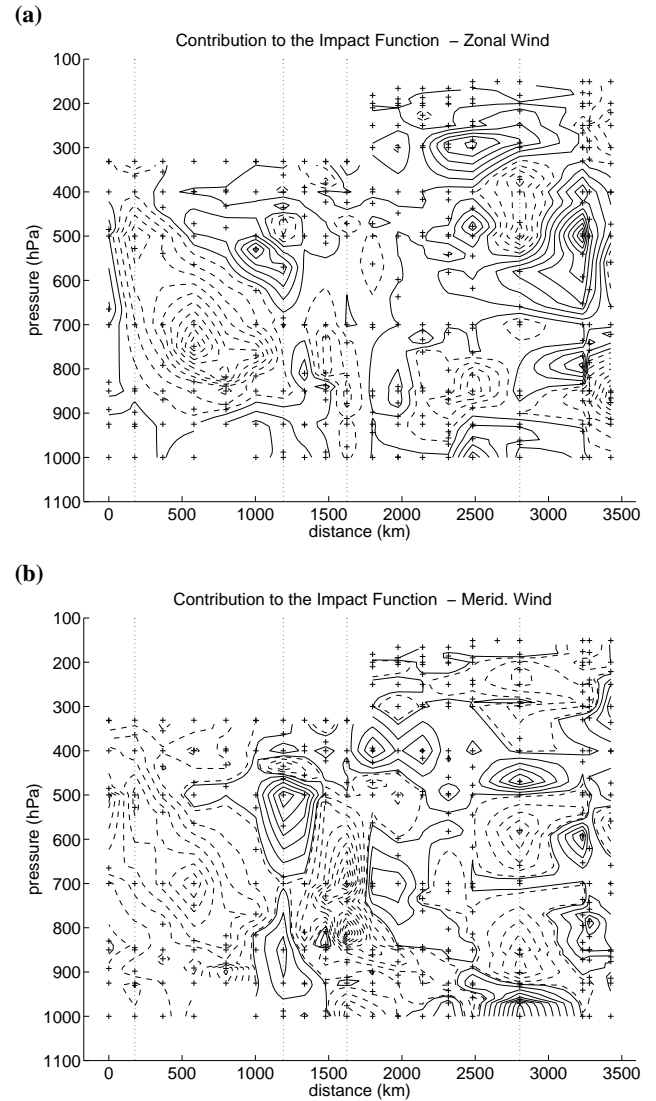 (a)
Contribution to the Impact Function − Zonal Wind
100
200
300
400
500
600
700
800
900
1000
1100
pressure (hPa)
0 500 1000 1500 2000 2500 3000 3500
distance (km)
(b)
Contribution to the Impact Function − Merid. Wind
100
200
300
400
500
600
700
800
900
1000
1100
pressure (hPa)
0 500 1000 1500 2000 2500 3000 3500
distance (km)